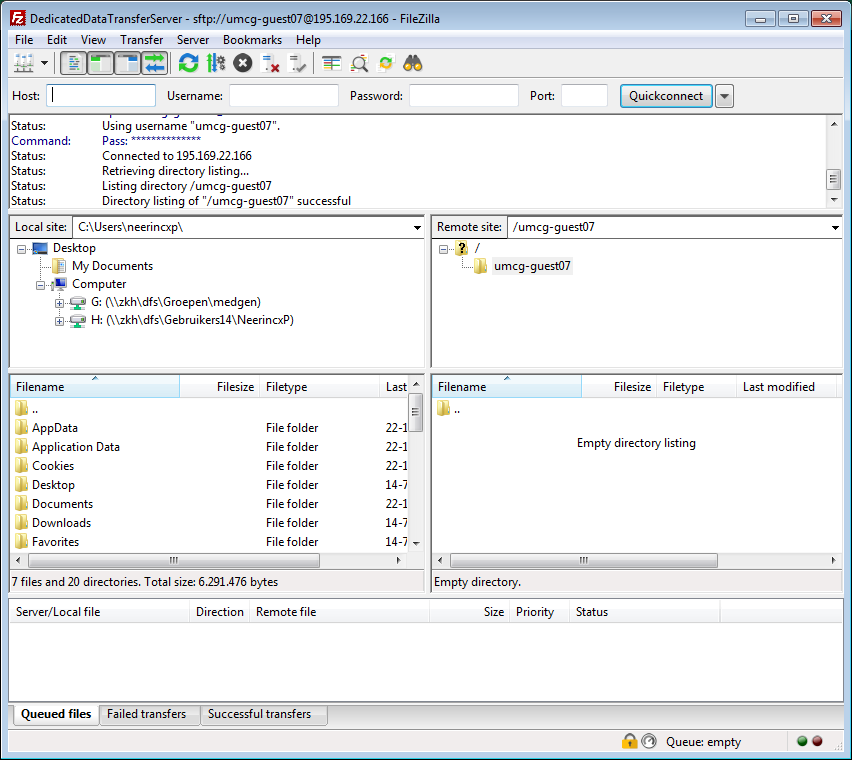 DedicatedDataTransferServer - sftp://umcg-guest07@195.169.22.166 - FileZilla
File Edit View Transfer Server Bookmarks Help
Host: Username: Password: Port: Quickconnect
Status: Using username "umcg-guest07".
Command: Pass: **************
Status: Connected to 195.169.22.166
Status: Retrieving directory listing...
Status: Listing directory /umcg-guest07
Status: Directory listing of "/umcg-guest07" successful
Local site: C:\Users\neerincxp\
Desktop
My Documents
Computer
G: (\\zkh\dfs\Groepen\medgen)
H: (\\zkh\dfs\Gebruikers14\NeerincxP)
Remote site: /umcg-guest07
/
umcg-guest07
Filename Filesize Filetype Last
..
AppData File folder 22-1
Application Data File folder 22-1
Cookies File folder 22-1
Desktop File folder 14-7
Documents File folder 22-1
Downloads File folder 14-7
Favorites File folder 14-7
7 files and 20 directories. Total size: 6.291.476 bytes
Filename Filesize Filetype Last modified
..
Empty directory listing
Empty directory.
Server/Local file Direction Remote file Size Priority Status
Queued files Failed transfers Successful transfers
Queue: empty